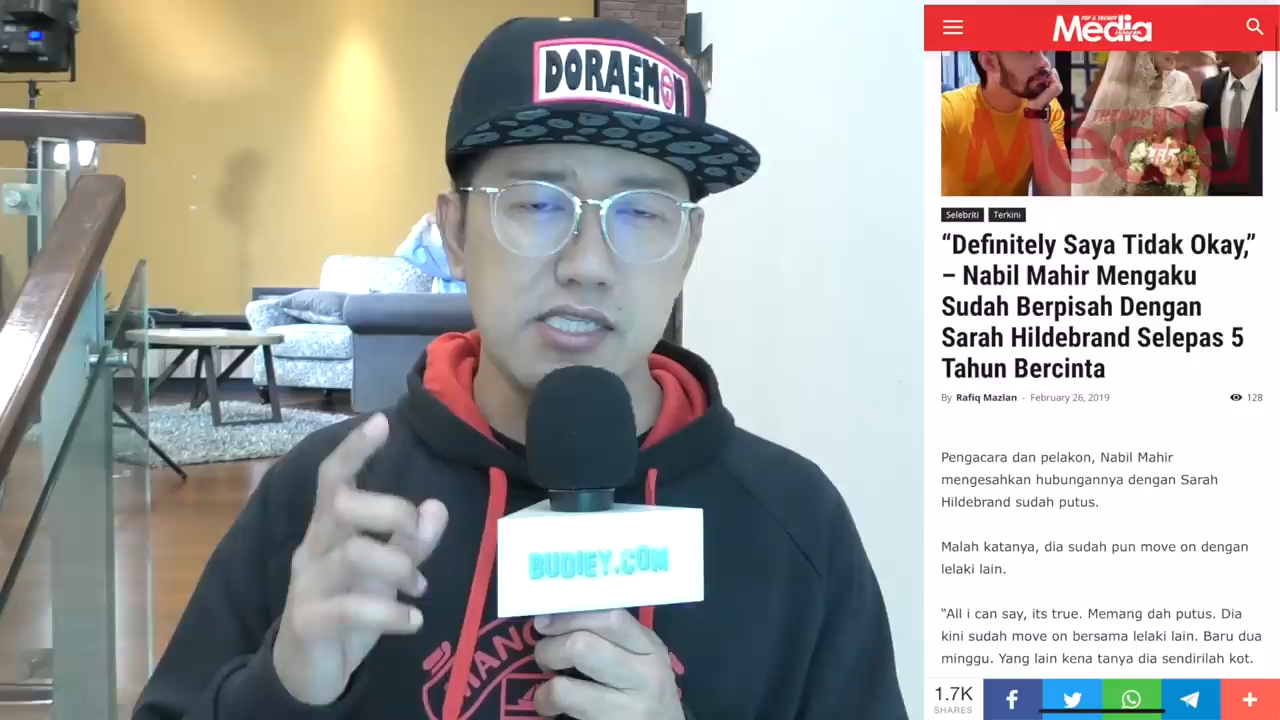 DORAEMON
BUDIEY.COM
MANG
TOP & TRENDY
Media
Selebriti
Terkini
“Definitely Saya Tidak Okay,”
– Nabil Mahir Mengaku
Sudah Berpisah Dengan
Sarah Hildebrand Selepas 5
Tahun Bercinta
By Rafiq Mazlan - February 26, 2019
128
Pengacara dan pelakon, Nabil Mahir
mengesahkan hubungannya dengan Sarah
Hildebrand sudah putus.
Malah katanya, dia sudah pun move on dengan
lelaki lain.
“All i can say, its true. Memang dah putus. Dia
kini sudah move on bersama lelaki lain. Baru dua
minggu. Yang lain kena tanya dia sendirilah kot.
1.7K
SHARES